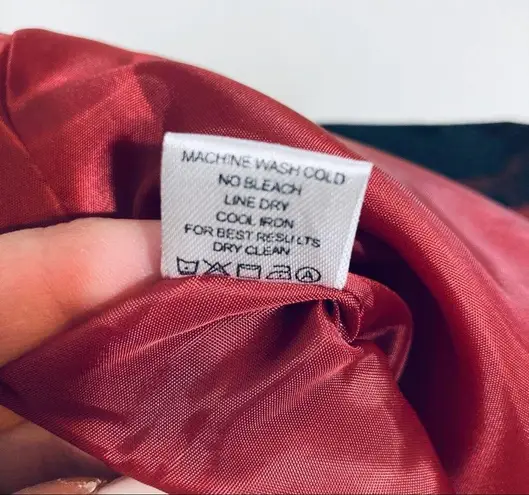 MACHINE WASH COLD
NO BLEACH
LINE DRY
COOL IRON
FOR BEST RESULTS
DRY CLEAN
A